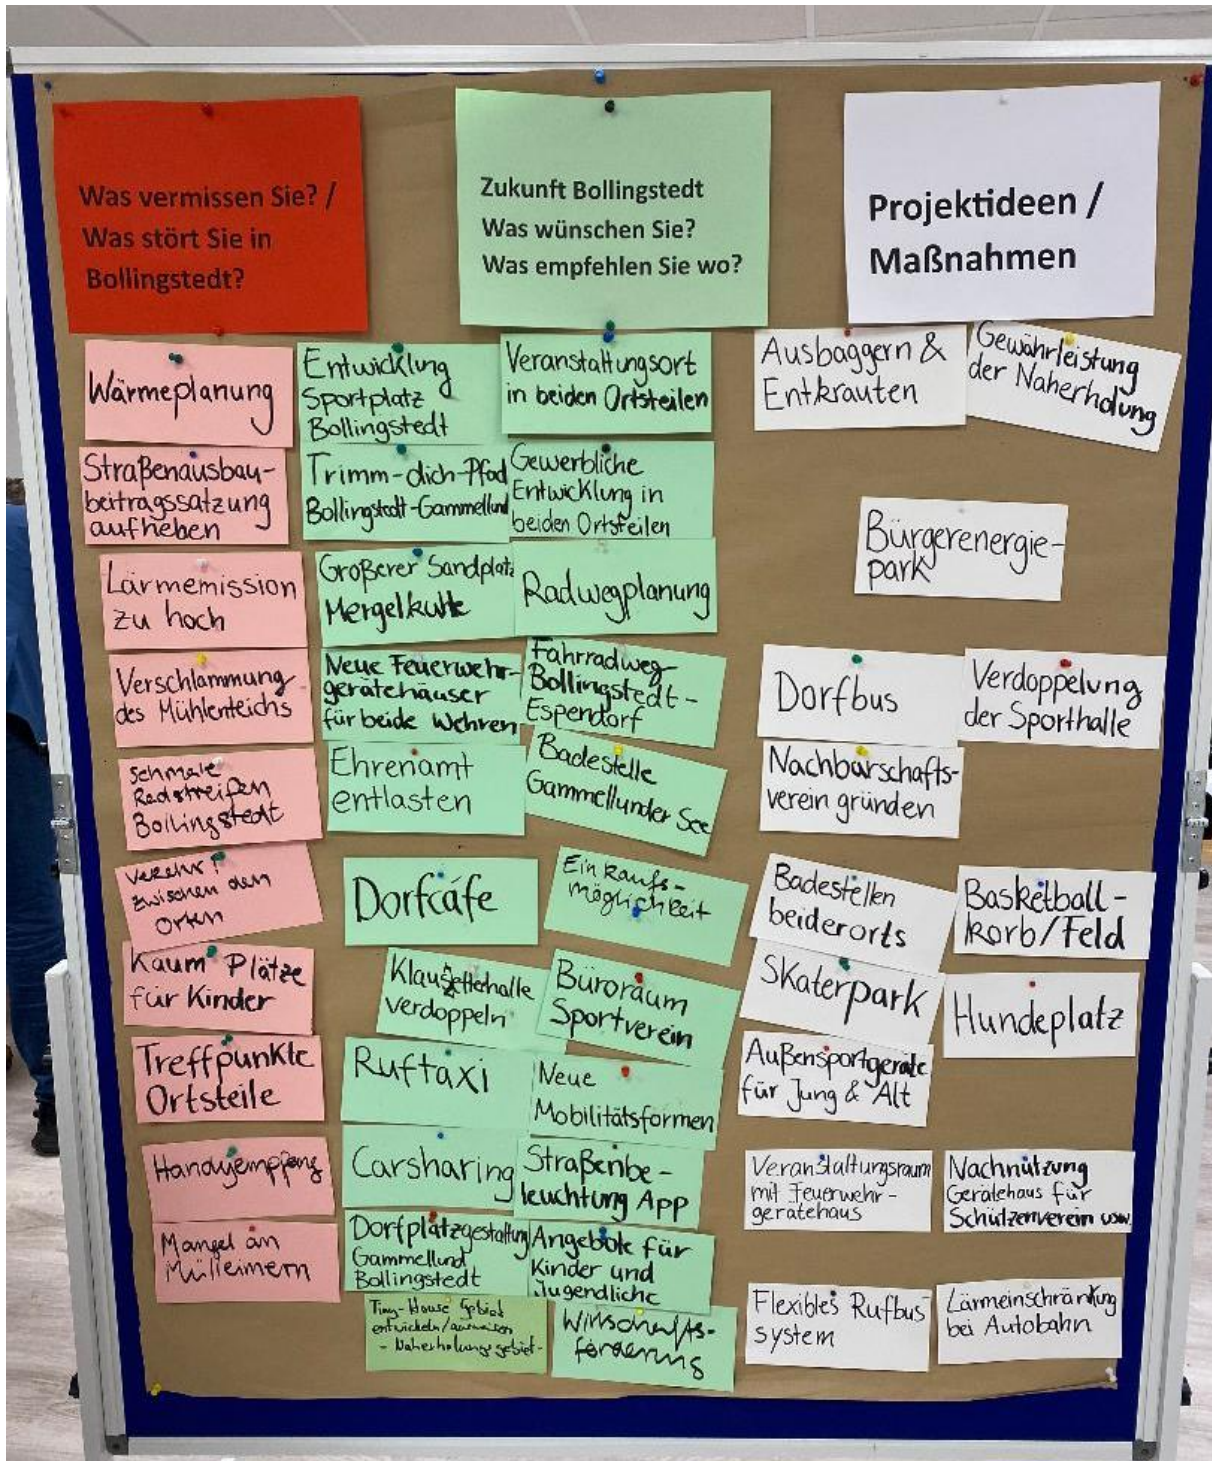 Was vermissen Sie? /
Was stört Sie in
Bollingstedt?
Wärmeplanung
Straßenausbau-
beitragssatzung
aufheben
Lärmemission
zu hoch
Verschlammung
des Mühlenteichs
schmale
Radstreifen
Bollingstedt
zwischen den
Orten
Kaum Plätze
für Kinder
Treffpunkte
Ortsteile
Handyempfang
Mangel an
Mülleimern
Zukunft Bollingstedt
Was wünschen Sie?
Was empfehlen Sie wo?
Entwicklung
Sportplatz
Bollingstedt
Trimm-dich-Pfad
Bollingstedt-Gammellund
Größerer Sandplatz
Mergelkuhle
Neue Feuerwehr-
gerätehäuser
für beide Wehren
Ehrenamt
entlasten
Dorfcáfe
verdoppeln
Ruftaxi
Carsharing
Dorfplatzgestaltung
Gammellund
Bollingstedt
Tiny-House Gebiet
entwickeln/ausweisen
- Naherholungsgebiet-
Veranstaltungsort
in beiden Ortsteilen
Gewerbliche
Entwicklung in
beiden Ortsteilen
Radwegplanung
Fahrradweg
Bollingstedt-
Espendorf
Badestelle
Gammellunder See
Einkaufs-
möglichkeit
Büroraum
Sportverein
Neue
Mobilitätsformen
Straßenbe-
leuchtung App
Angebote für
Kinder und
Jugendliche
Wirtschafts-
förderung
Projektideen /
Maßnahmen
Ausbaggern &
Entkrauten
Gewährleistung
der Naherholung
Bürgerenergie-
park
Dorfbus
Verdoppelung
der Sporthalle
Nachbarschafts-
verein gründen
Badestellen
beiderorts
Basketball-
korb/Feld
Skaterpark
Hundeplatz
Außensportgeräte
für Jung & Alt
Veranstaltungsraum
mit Feuerwehr-
gerätehaus
Nachnutzung
Gerätehaus für
Schützenverein usw.
Flexibles Rufbus
system
Lärmeinschränkung
bei Autobahn